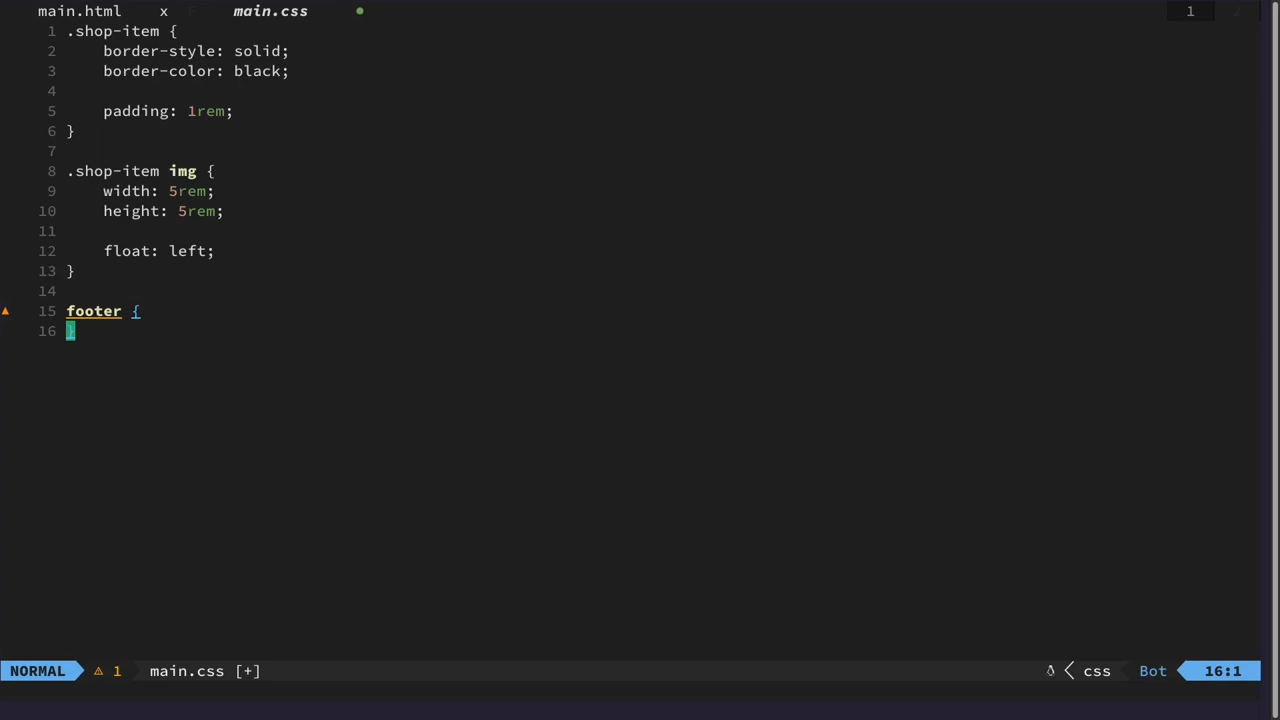 main.html x main.css
1
1 .shop-item {
2 border-style: solid;
3 border-color: black;
4
5 padding: 1rem;
6 }
7
8 .shop-item img {
9 width: 5rem;
10 height: 5rem;
11
12 float: left;
13 }
14
15 footer {
16 }
NORMAL ⚠ 1 main.css [+] css Bot 16:1